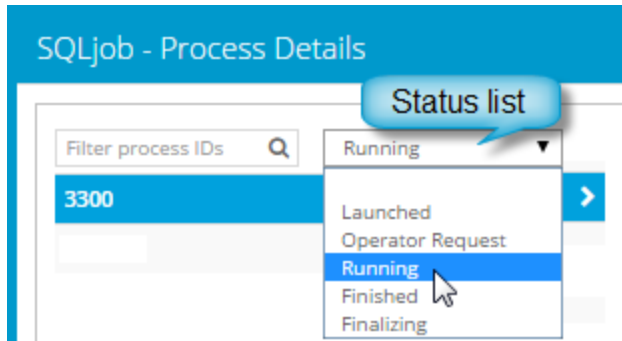 SQLjob - Process Details
Status list
Filter process IDs
Running
3300
Launched
Operator Request
Running
Finished
Finalizing